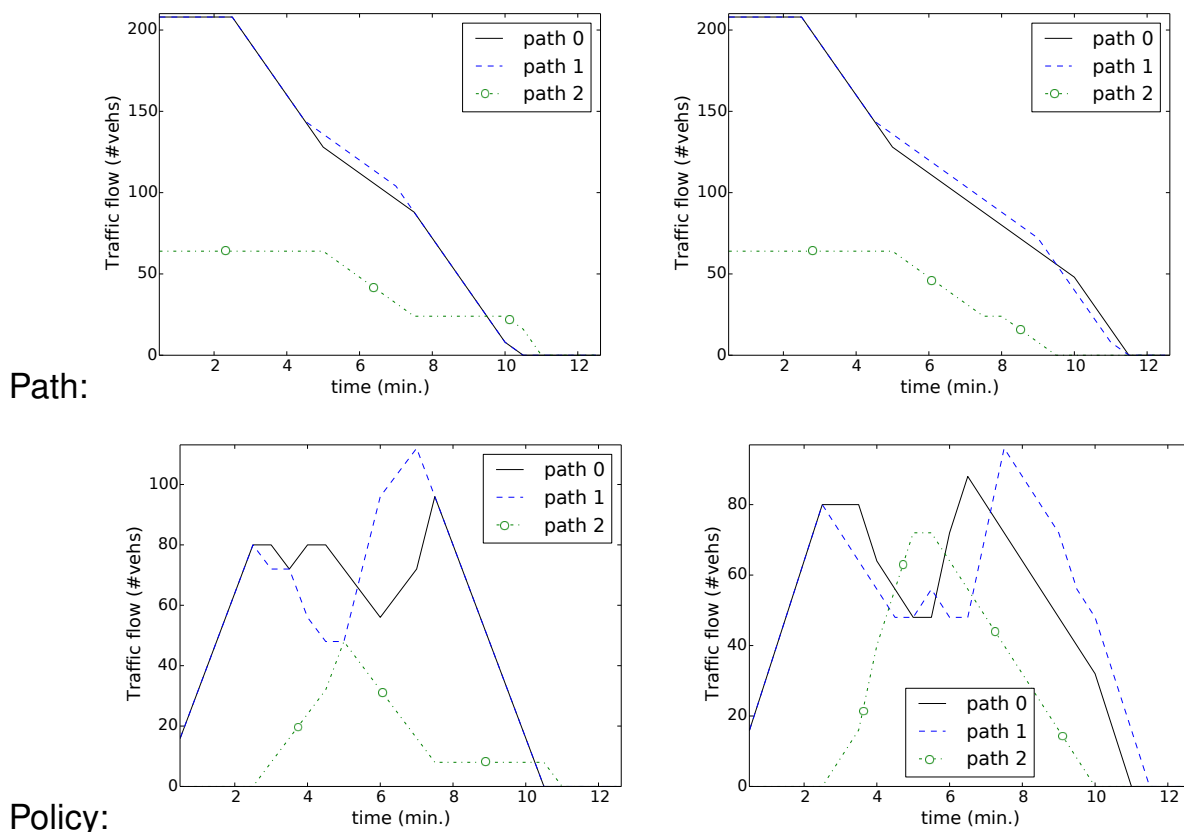 200
150
100
50
0
Traffic flow (#vehs)
path 0
path 1
path 2
2 4 6 8 10 12
time (min.)
200
150
100
50
0
Traffic flow (#vehs)
path 0
path 1
path 2
2 4 6 8 10 12
time (min.)
Path:
100
80
60
40
20
0
Traffic flow (#vehs)
path 0
path 1
path 2
2 4 6 8 10 12
time (min.)
80
60
40
20
0
Traffic flow (#vehs)
path 0
path 1
path 2
2 4 6 8 10 12
time (min.)
Policy: